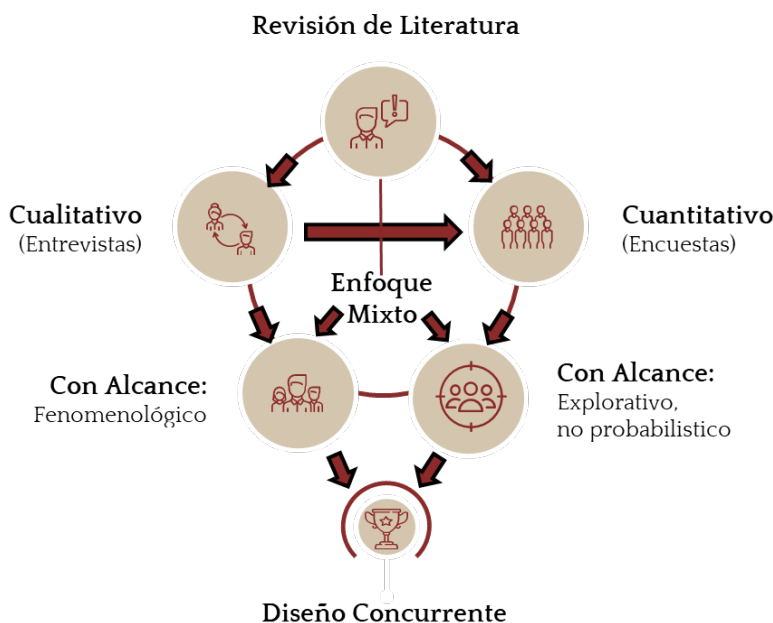 Revisión de Literatura
Cualitativo
(Entrevistas)
Cuantitativo
(Encuestas)
Enfoque
Mixto
Con Alcance:
Fenomenológico
Con Alcance:
Explorativo,
no probabilistico
Diseño Concurrente